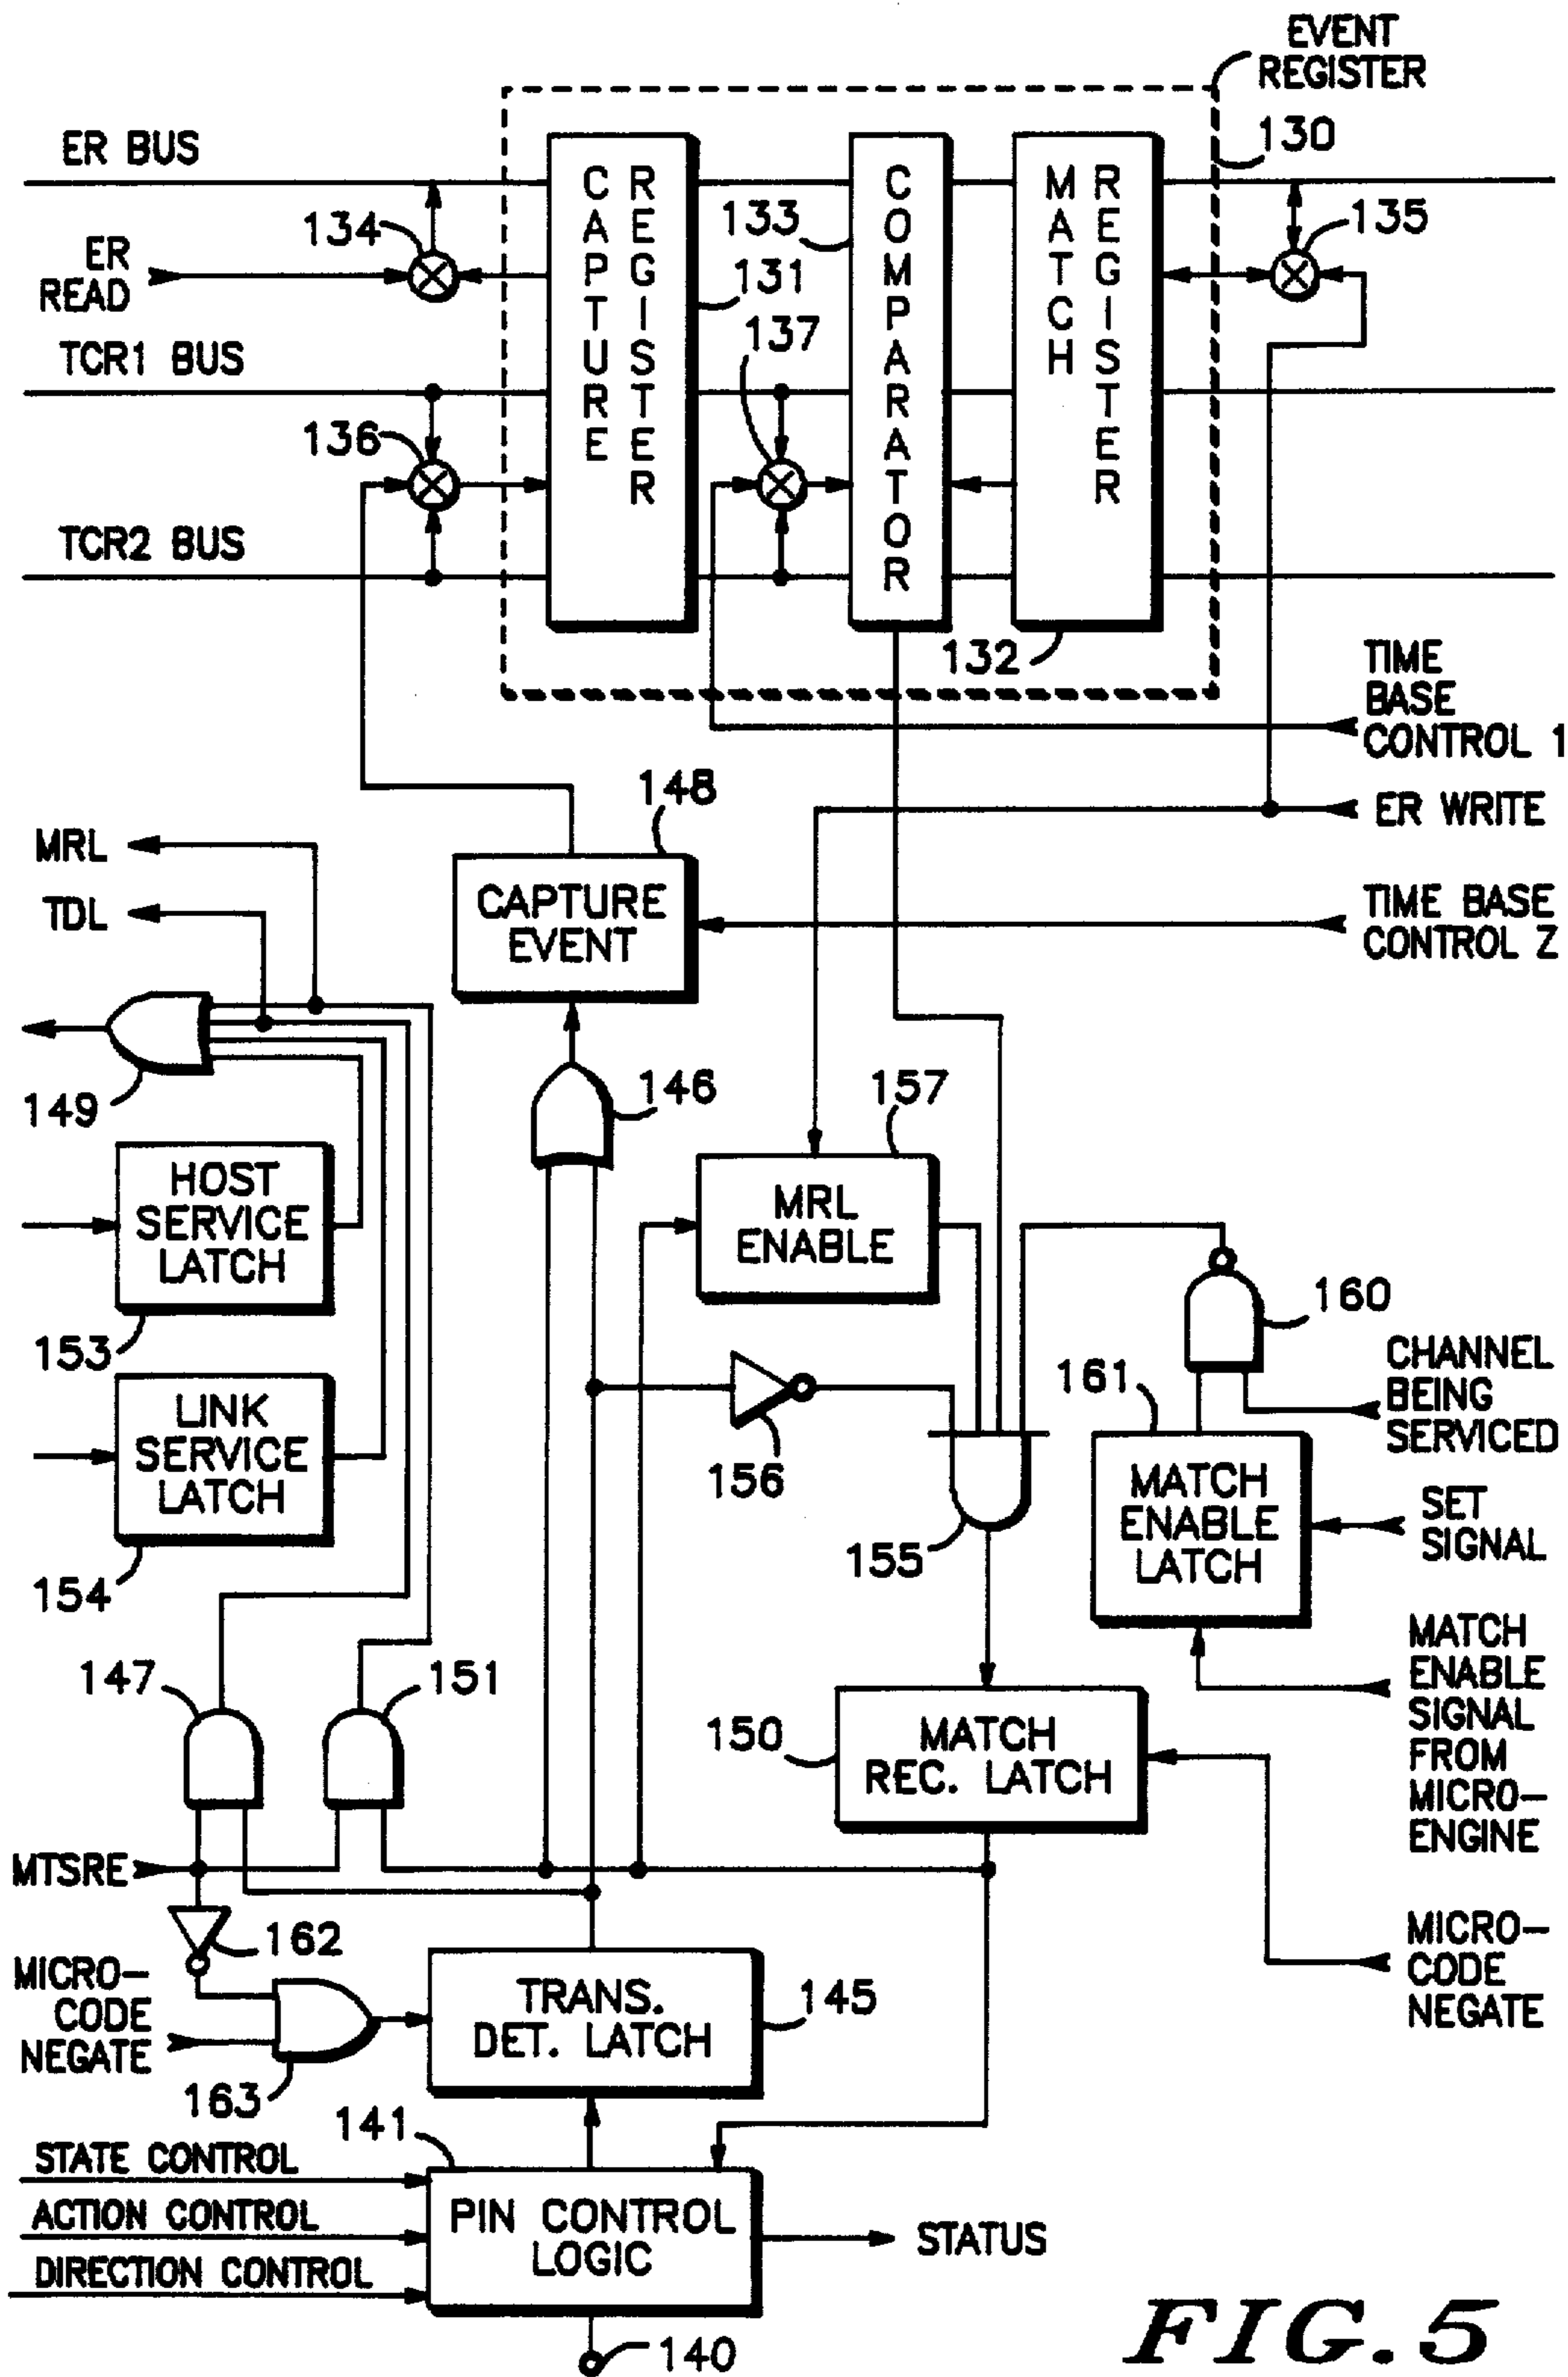 EVENT
REGISTER
130
ER BUS
CAPTURE
REGISTER
COMPARATOR
MATCH
REGISTER
134
133
135
ER
READ
131
137
TCR1 BUS
136
TCR2 BUS
132
TIME
BASE
CONTROL 1
148
ER WRITE
MRL
TDL
CAPTURE
EVENT
TIME BASE
CONTROL Z
149
146
157
HOST
SERVICE
LATCH
MRL
ENABLE
160
153
CHANNEL
BEING
SERVICED
161
LINK
SERVICE
LATCH
156
MATCH
ENABLE
LATCH
SET
SIGNAL
155
154
MATCH
ENABLE
SIGNAL
FROM
MICRO-
ENGINE
147
151
150
MATCH
REC. LATCH
MTSRE
162
MICRO-
CODE
NEGATE
MICRO-
CODE
NEGATE
TRANS.
DET. LATCH
145
163
141
STATE CONTROL
ACTION CONTROL
DIRECTION CONTROL
PIN CONTROL
LOGIC
STATUS
140
FIG.5